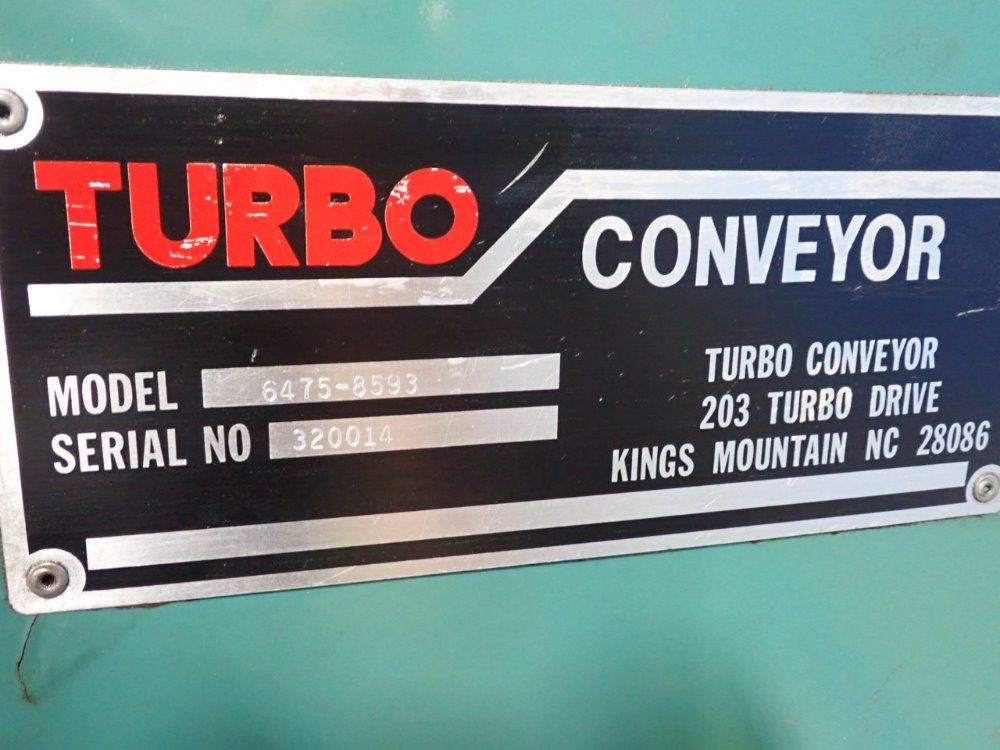 TURBO
CONVEYOR
MODEL 6475-8593
SERIAL NO 320014
TURBO CONVEYOR
203 TURBO DRIVE
KINGS MOUNTAIN NC 28086